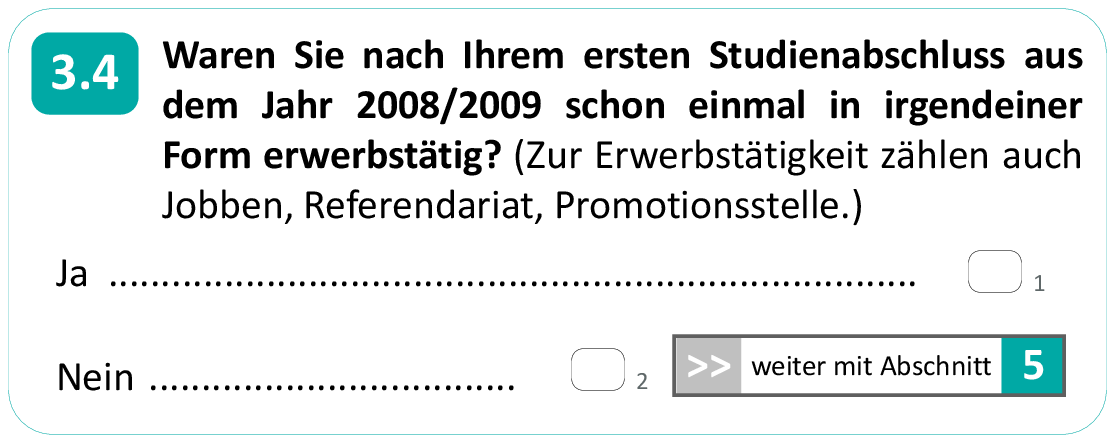 3.4 Waren Sie nach Ihrem ersten Studienabschluss aus
dem Jahr 2008/2009 schon einmal in irgendeiner
Form erwerbstätig? (Zur Erwerbstätigkeit zählen auch
Jobben, Referendariat, Promotionsstelle.)
Ja .............................................................................. 1
Nein ................................... 2 >> weiter mit Abschnitt 5